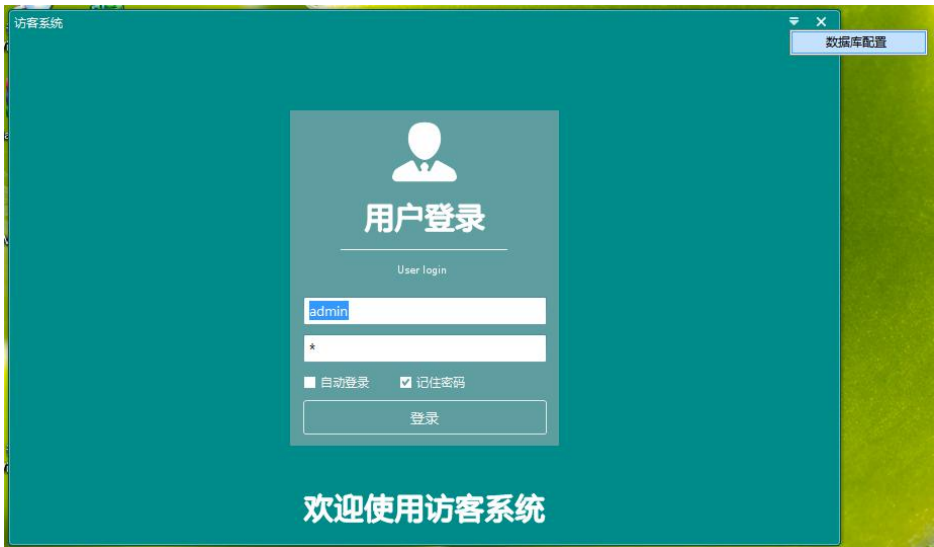 访客系统
数据库配置
用户登录
User login
admin
*
自动登录 记住密码
登录
欢迎使用访客系统